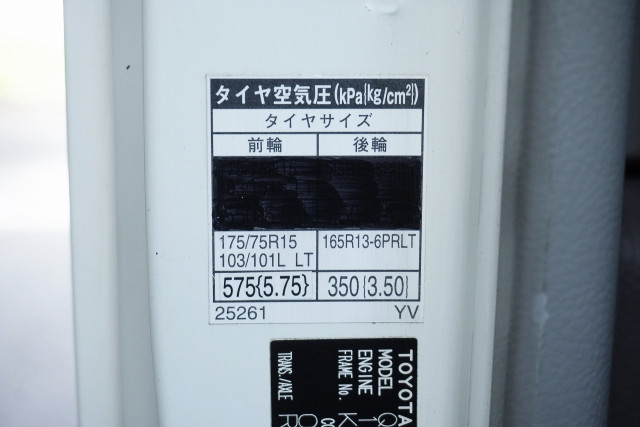 タイヤ空気圧(kPa{kg/cm²})
タイヤサイズ
前輪 後輪
175/75R15 165R13-6PRLT
103/101L LT
575{5.75} 350{3.50}
25261 YV
TOYOTA
MODEL
ENGINE
FRAME No.
TRANS./AXLE